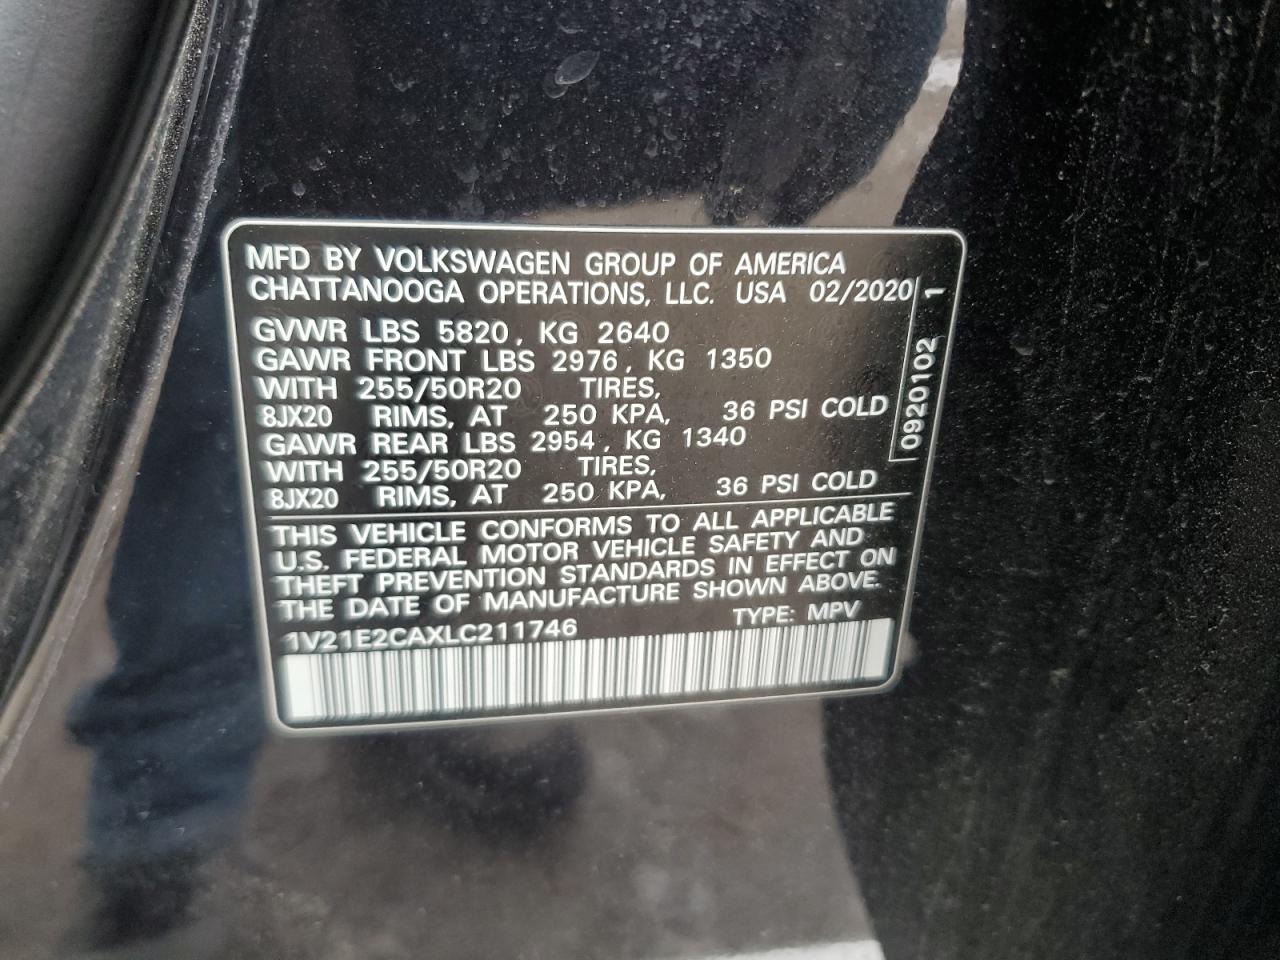 MFD BY VOLKSWAGEN GROUP OF AMERICA
CHATTANOOGA OPERATIONS, LLC. USA 02/2020
GVWR LBS 5820, KG 2640
GAWR FRONT LBS 2976, KG 1350
WITH 255/50R20 TIRES,
8JX20 RIMS, AT 250 KPA, 36 PSI COLD
GAWR REAR LBS 2954, KG 1340
WITH 255/50R20 TIRES,
8JX20 RIMS, AT 250 KPA, 36 PSI COLD
0920102 1
THIS VEHICLE CONFORMS TO ALL APPLICABLE
U.S. FEDERAL MOTOR VEHICLE SAFETY AND
THEFT PREVENTION STANDARDS IN EFFECT ON
THE DATE OF MANUFACTURE SHOWN ABOVE.
1V21E2CAXLC211746 TYPE: MPV